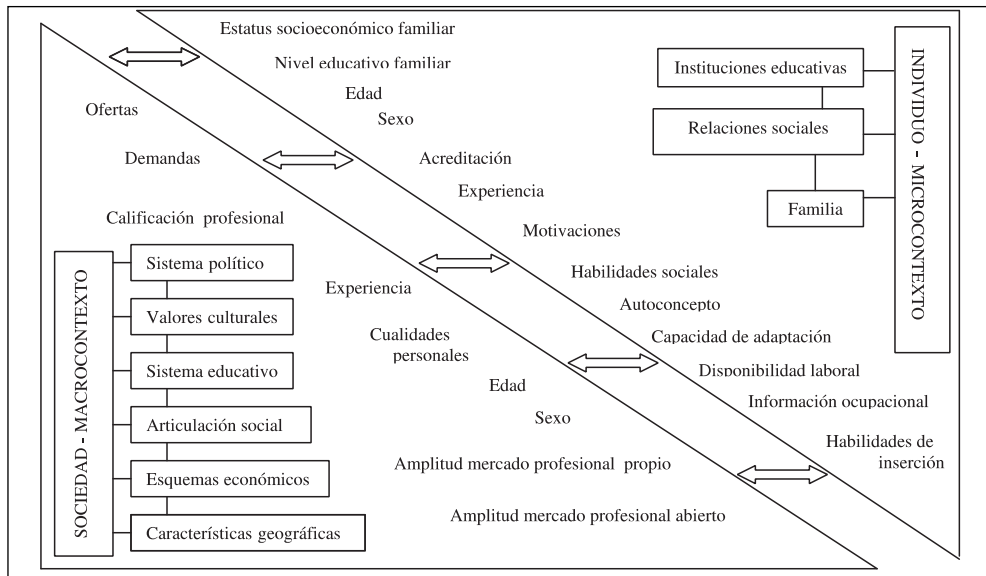 Estatus socioeconómico familiar
Nivel educativo familiar
Edad
Sexo
Acreditación
Experiencia
Motivaciones
Habilidades sociales
Autoconcepto
Capacidad de adaptación
Disponibilidad laboral
Información ocupacional
Habilidades de
inserción
Instituciones educativas
Relaciones sociales
Familia
INDIVIDUO - MICROCONTEXTO
Ofertas
Demandas
Calificación profesional
Experiencia
Cualidades
personales
Edad
Sexo
Amplitud mercado profesional propio
Amplitud mercado profesional abierto
SOCIEDAD - MACROCONTEXTO
Sistema político
Valores culturales
Sistema educativo
Articulación social
Esquemas económicos
Características geográficas